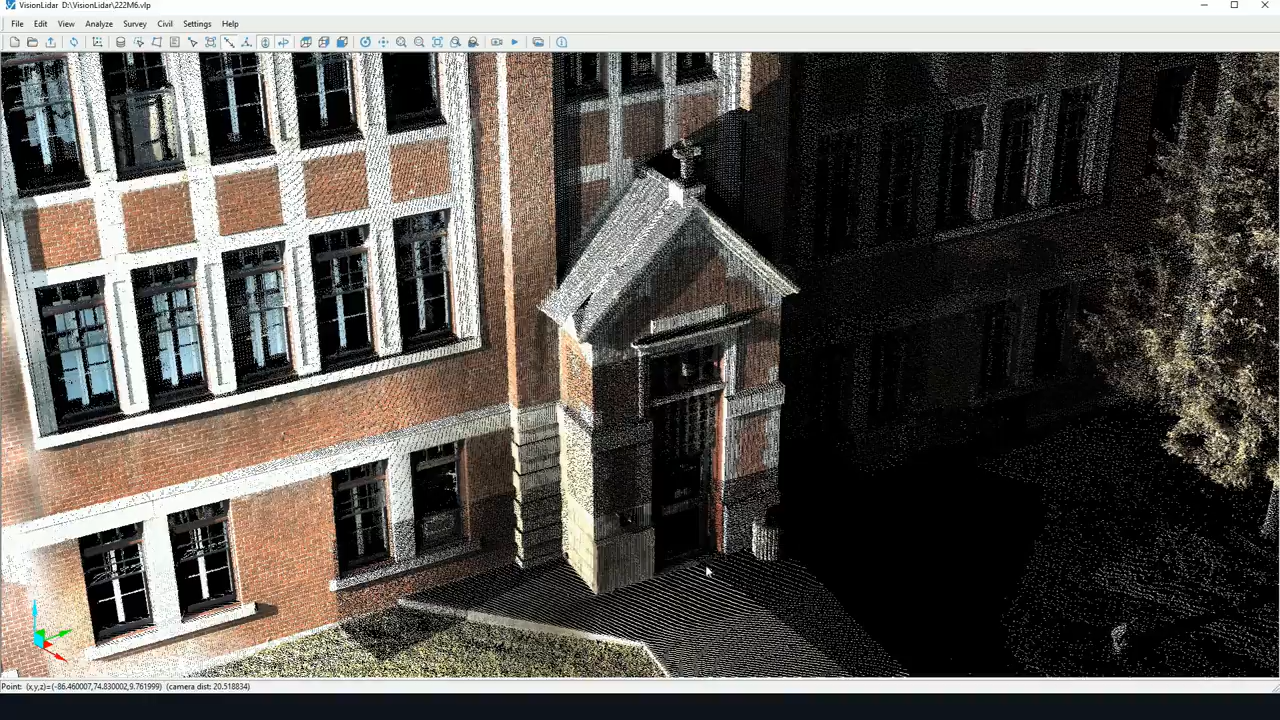 VisionLidar D:\VisionLidar\222M6.vlp
File Edit View Analyze Survey Civil Settings Help
Point: (x,y,z)=(-86.460007,74.830002,9.761999) (camera dist: 20.518834)